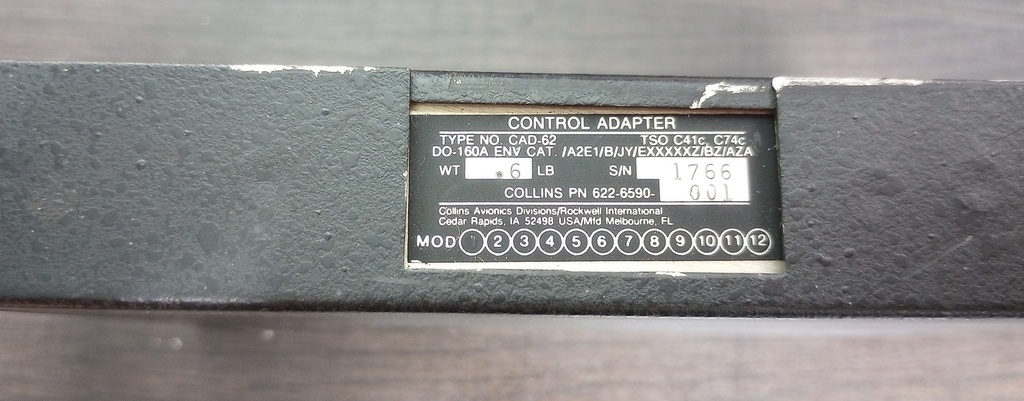 CONTROL ADAPTER
TYPE NO. CAD-62 TSO C41c, C74c
DO-160A ENV CAT. /A2E1/B/JY/EXXXXXZ/BZ/AZA
WT .6 LB S/N 1766
COLLINS PN 622-6590- 001
Collins Avionics Divisions/Rockwell International
Cedar Rapids, IA 52498 USA/Mfd Melbourne, FL
MOD 2 3 4 5 6 7 8 9 10 11 12